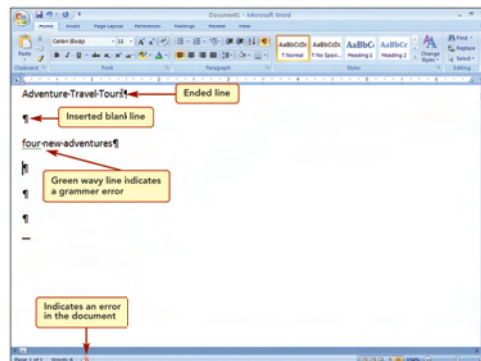 Document1 - Microsoft Word
Home Insert Page Layout References Mailings Review View
Calibri (Body) 11
AaBbCcDc AaBbCcDc AaBbC AaBbCc
Paste ¶ Normal ¶ No Spaci... Heading 1 Heading 2 Change Styles
Find
Replace
Select
Clipboard Font Paragraph Styles Editing
Adventure·Travel·Tours¶
Ended line
¶
Inserted blank line
four·new·adventures¶
¶
Green wavy line indicates
a grammer error
¶
¶
Indicates an error
in the document
Page 1 of 1 Words: 6